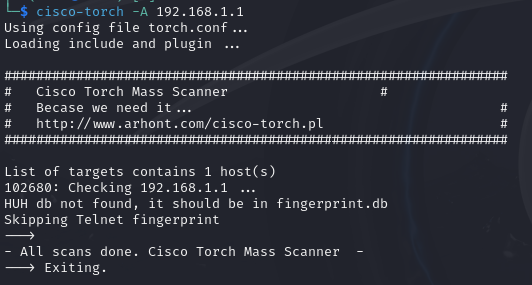 └─$ cisco-torch -A 192.168.1.1
Using config file torch.conf...
Loading include and plugin ...

###############################################################
#   Cisco Torch Mass Scanner                   #
#   Becase we need it...                                      #
#   http://www.arhont.com/cisco-torch.pl                      #
###############################################################

List of targets contains 1 host(s)
102680: Checking 192.168.1.1 ...
HUH db not found, it should be in fingerprint.db
Skipping Telnet fingerprint
--->
- All scans done. Cisco Torch Mass Scanner  -
---> Exiting.